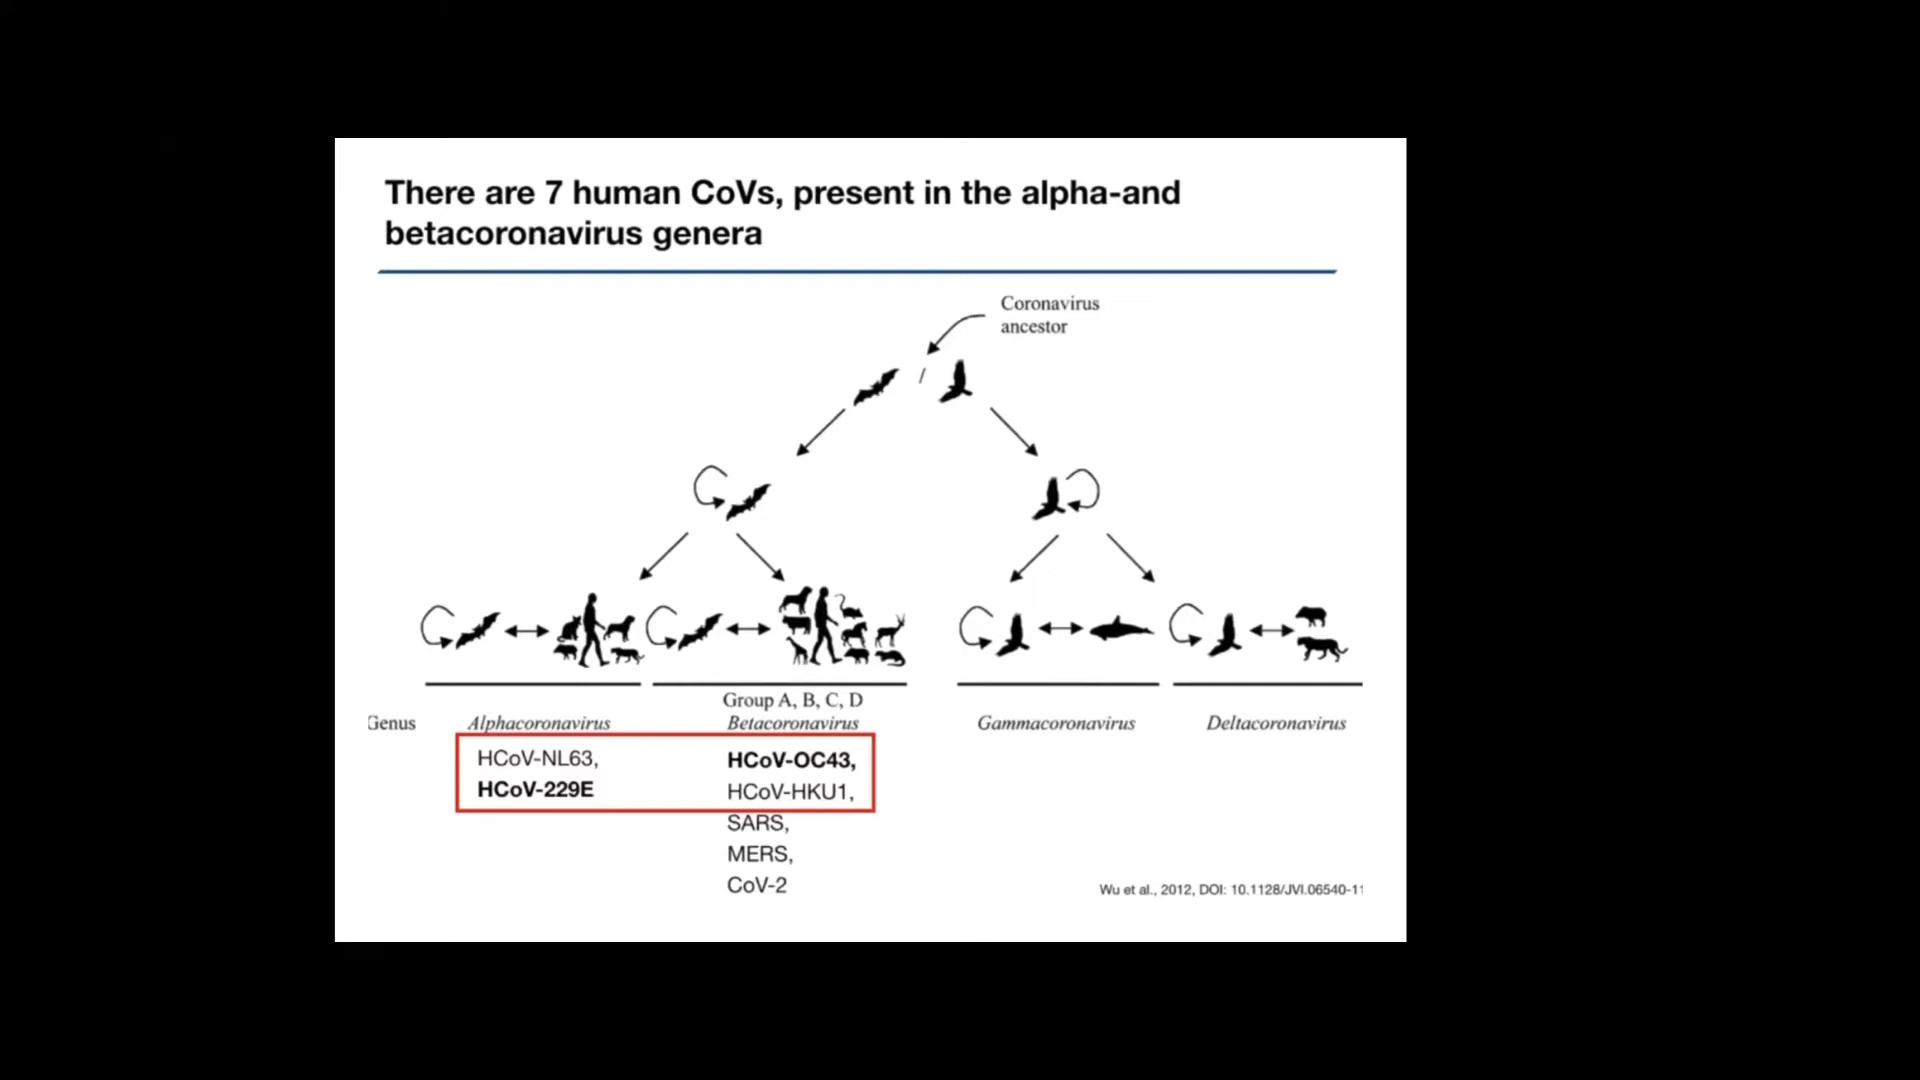 There are 7 human CoVs, present in the alpha-and
betacoronavirus genera
Coronavirus
ancestor
/
Group A, B, C, D
Genus
Alphacoronavirus
Betacoronavirus
Gammacoronavirus
Deltacoronavirus
HCoV-NL63,
HCoV-229E
HCoV-OC43,
HCoV-HKU1,
SARS,
MERS,
CoV-2
Wu et al., 2012, DOI: 10.1128/JVI.06540-11